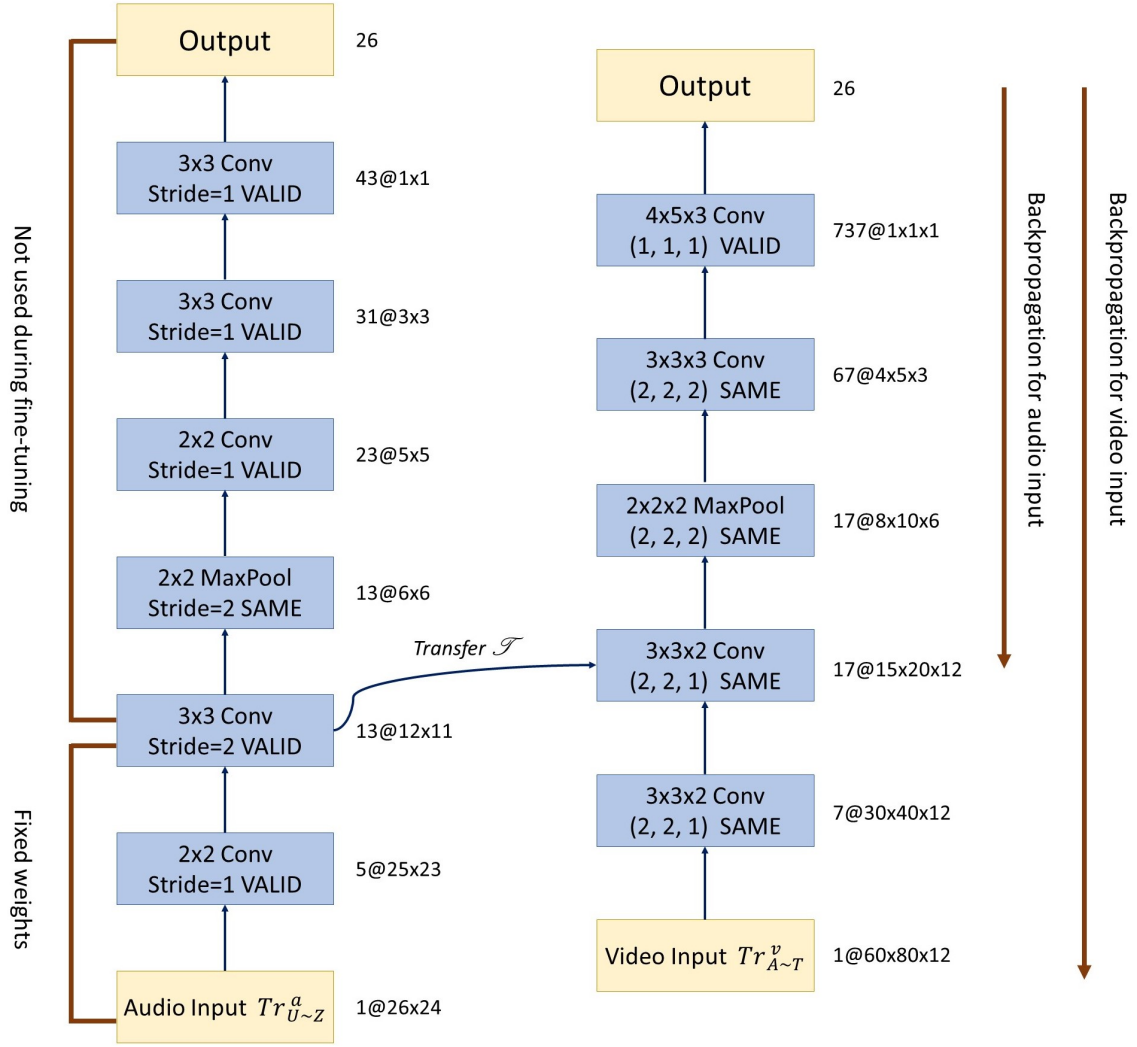 Output
26
3x3 Conv
Stride=1 VALID
43@1x1
3x3 Conv
Stride=1 VALID
31@3x3
2x2 Conv
Stride=1 VALID
23@5x5
2x2 MaxPool
Stride=2 SAME
13@6x6
3x3 Conv
Stride=2 VALID
13@12x11
2x2 Conv
Stride=1 VALID
5@25x23
Audio Input Tr^a_{U~Z}
1@26x24
Not used during fine-tuning
Fixed weights
Transfer 𝒯
Output
26
4x5x3 Conv
(1, 1, 1) VALID
737@1x1x1
3x3x3 Conv
(2, 2, 2) SAME
67@4x5x3
2x2x2 MaxPool
(2, 2, 2) SAME
17@8x10x6
3x3x2 Conv
(2, 2, 1) SAME
17@15x20x12
3x3x2 Conv
(2, 2, 1) SAME
7@30x40x12
Video Input Tr^v_{A~T}
1@60x80x12
Backpropagation for audio input
Backpropagation for video input